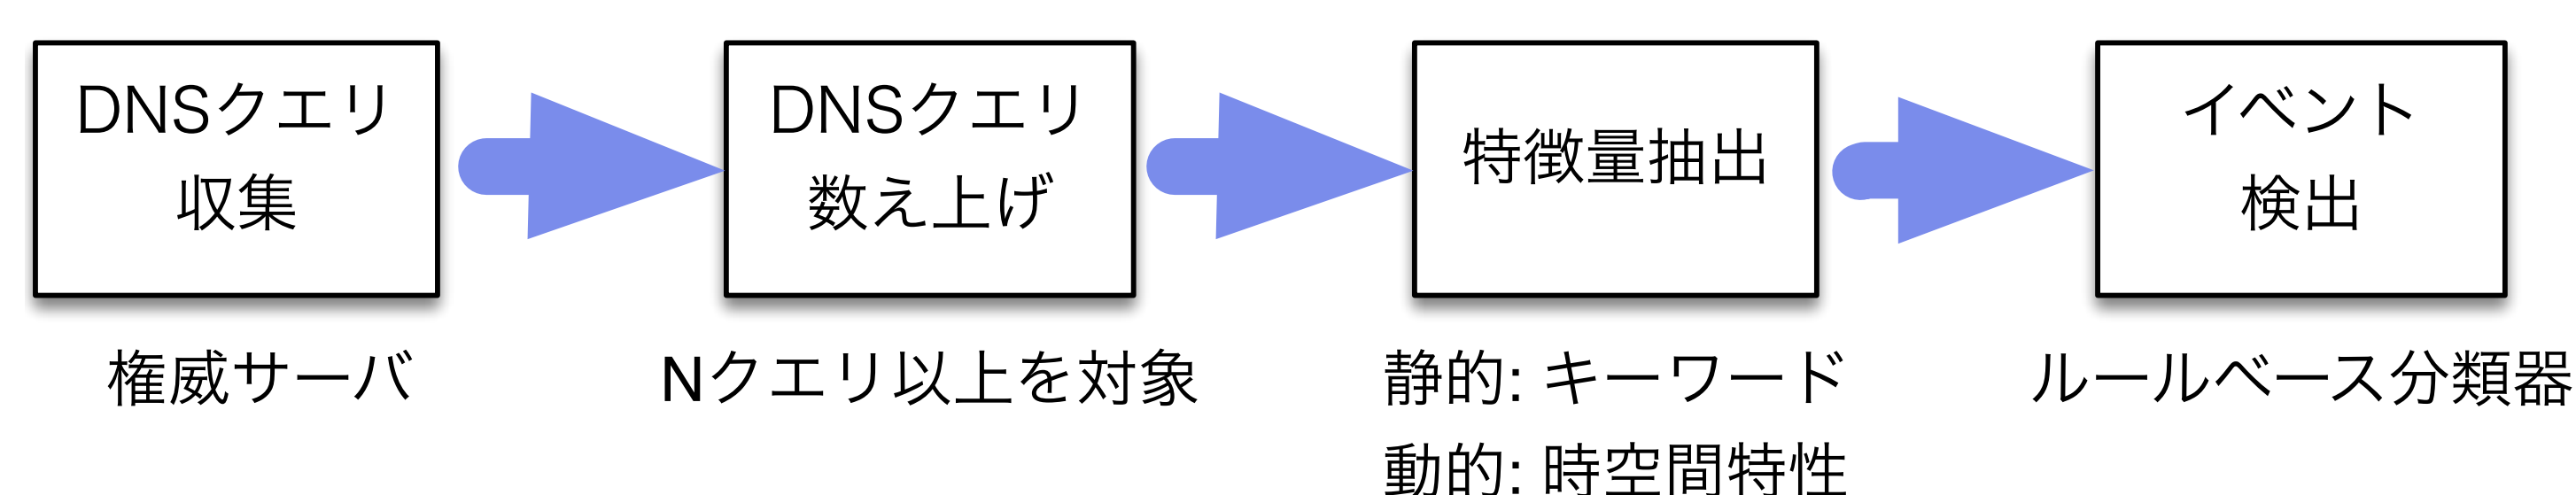 DNSクエリ
収集
DNSクエリ
数え上げ
特徴量抽出
イベント
検出
権威サーバ
Nクエリ以上を対象
静的: キーワード
動的: 時空間特性
ルールベース分類器